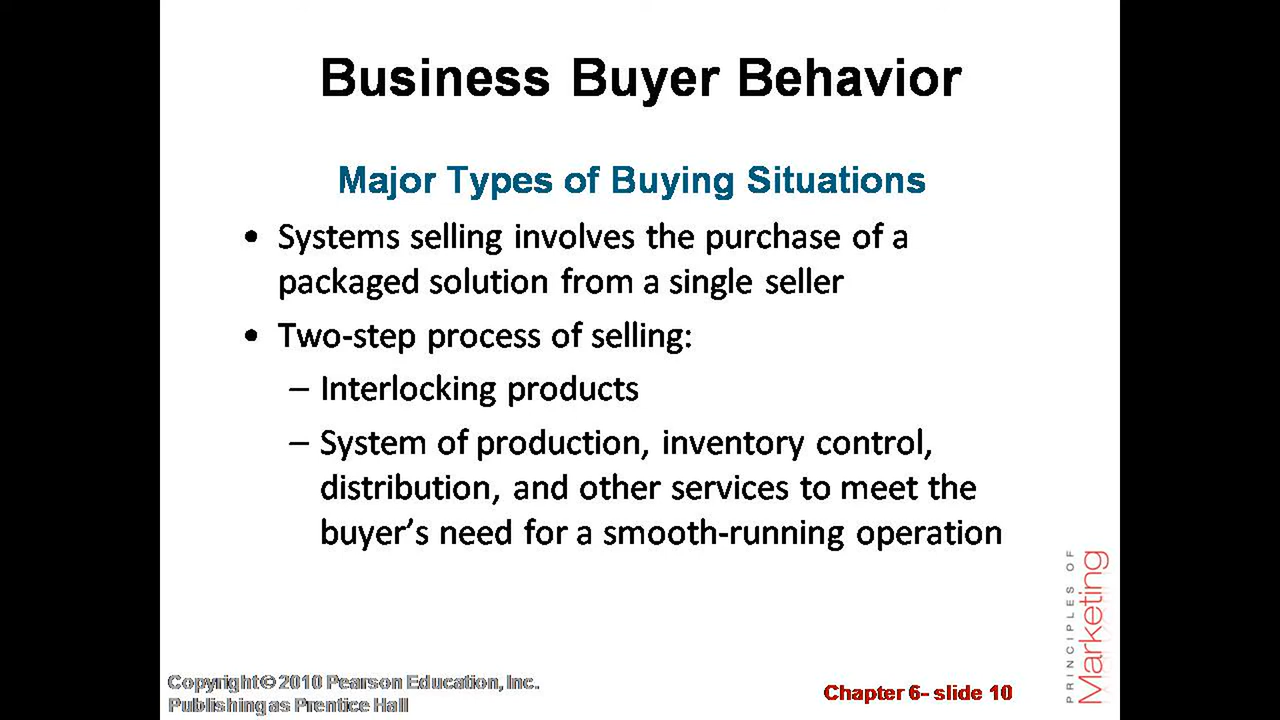 Business Buyer Behavior
Major Types of Buying Situations
• Systems selling involves the purchase of a
packaged solution from a single seller
• Two-step process of selling:
– Interlocking products
– System of production, inventory control,
distribution, and other services to meet the
buyer’s need for a smooth-running operation
PRINCIPLES OF
Marketing
Copyright © 2010 Pearson Education, Inc.
Publishing as Prentice Hall
Chapter 6- slide 10